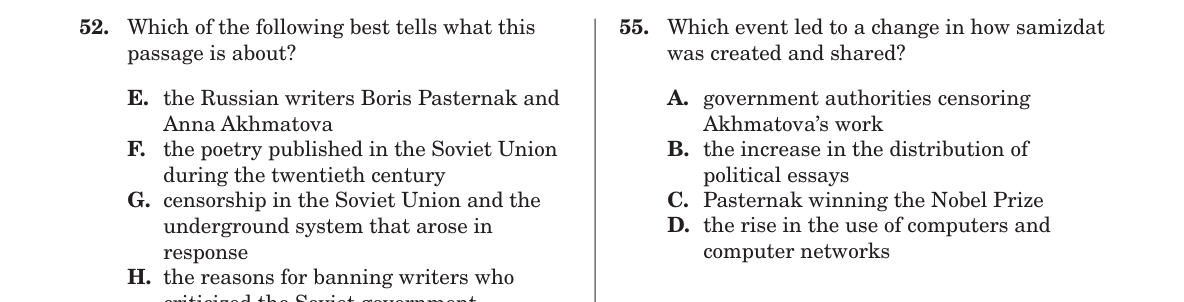 52. Which of the following best tells what this
passage is about?
E. the Russian writers Boris Pasternak and
Anna Akhmatova
F. the poetry published in the Soviet Union
during the twentieth century
G. censorship in the Soviet Union and the
underground system that arose in
response
H. the reasons for banning writers who
criticized the Soviet government
55. Which event led to a change in how samizdat
was created and shared?
A. government authorities censoring
Akhmatova’s work
B. the increase in the distribution of
political essays
C. Pasternak winning the Nobel Prize
D. the rise in the use of computers and
computer networks